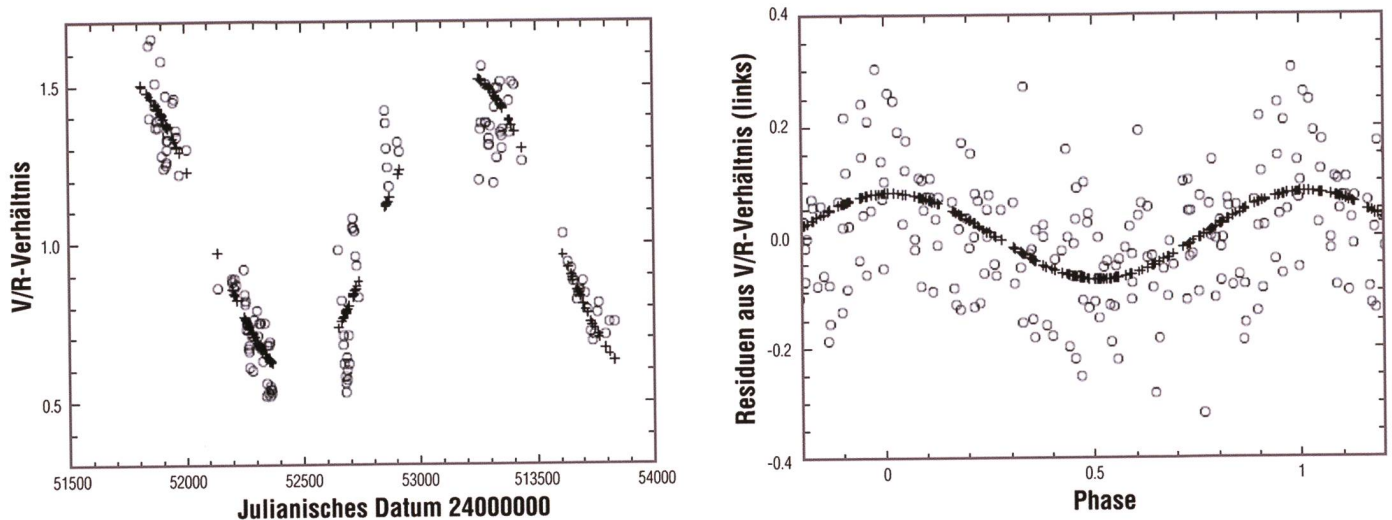 V/R-Verhältnis
1.5
1.0
0.5
51500 52000 52500 53000 513500 54000
Julianisches Datum 24000000
Residuen aus V/R-Verhältnis (links)
0.4
0.2
0.0
-0.2
-0.4
0 0.5 1
Phase